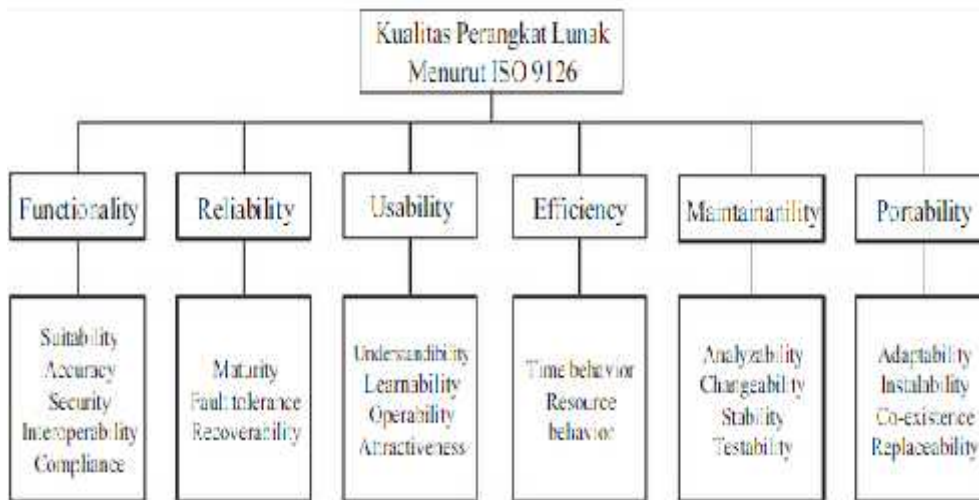 Kualitas Perangkat Lunak
Menurut ISO 9126
Functionality
Reliability
Usability
Efficiency
Maintainanility
Portability
Suitability
Accuracy
Security
Interoperability
Compliance
Maturity
Fault tolerance
Recoverability
Understandibility
Learnability
Operability
Attractiveness
Time behavior
Resource
behavior
Analyzability
Changeability
Stability
Testability
Adaptability
Instalability
Co-existence
Replaceability